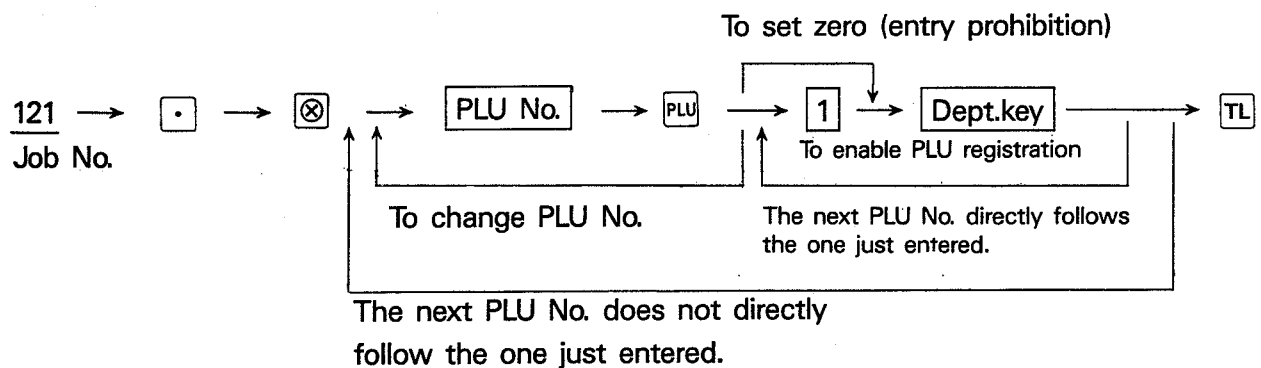 To set zero (entry prohibition)
121 → · → ⊗ → PLU No. → PLU → 1 → Dept.key → TL
Job No.
To enable PLU registration
To change PLU No.
The next PLU No. directly follows
the one just entered.
The next PLU No. does not directly
follow the one just entered.